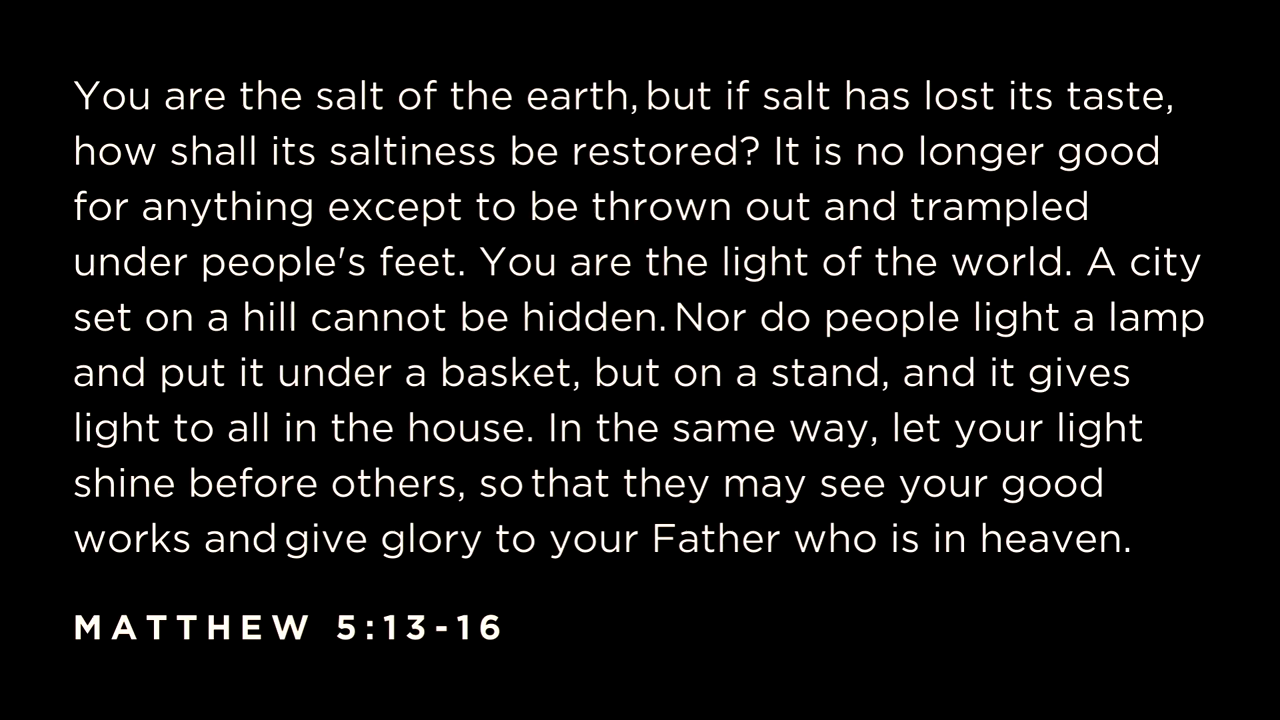 You are the salt of the earth, but if salt has lost its taste,
how shall its saltiness be restored? It is no longer good
for anything except to be thrown out and trampled
under people's feet. You are the light of the world. A city
set on a hill cannot be hidden. Nor do people light a lamp
and put it under a basket, but on a stand, and it gives
light to all in the house. In the same way, let your light
shine before others, so that they may see your good
works and give glory to your Father who is in heaven.
MATTHEW 5:13-16